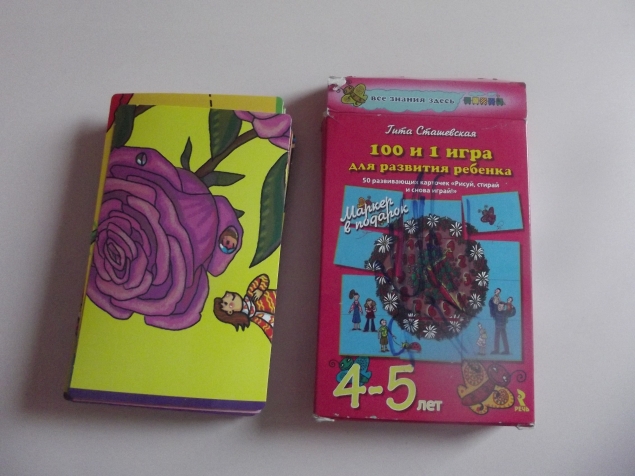 все знания здесь
Гита Сташевская
100 и 1 игра
для развития ребенка
50 развивающих карточек «Рисуй, стирай
и снова играй!»
Маркер
в подарок
4-5 лет
РЕЧЬ